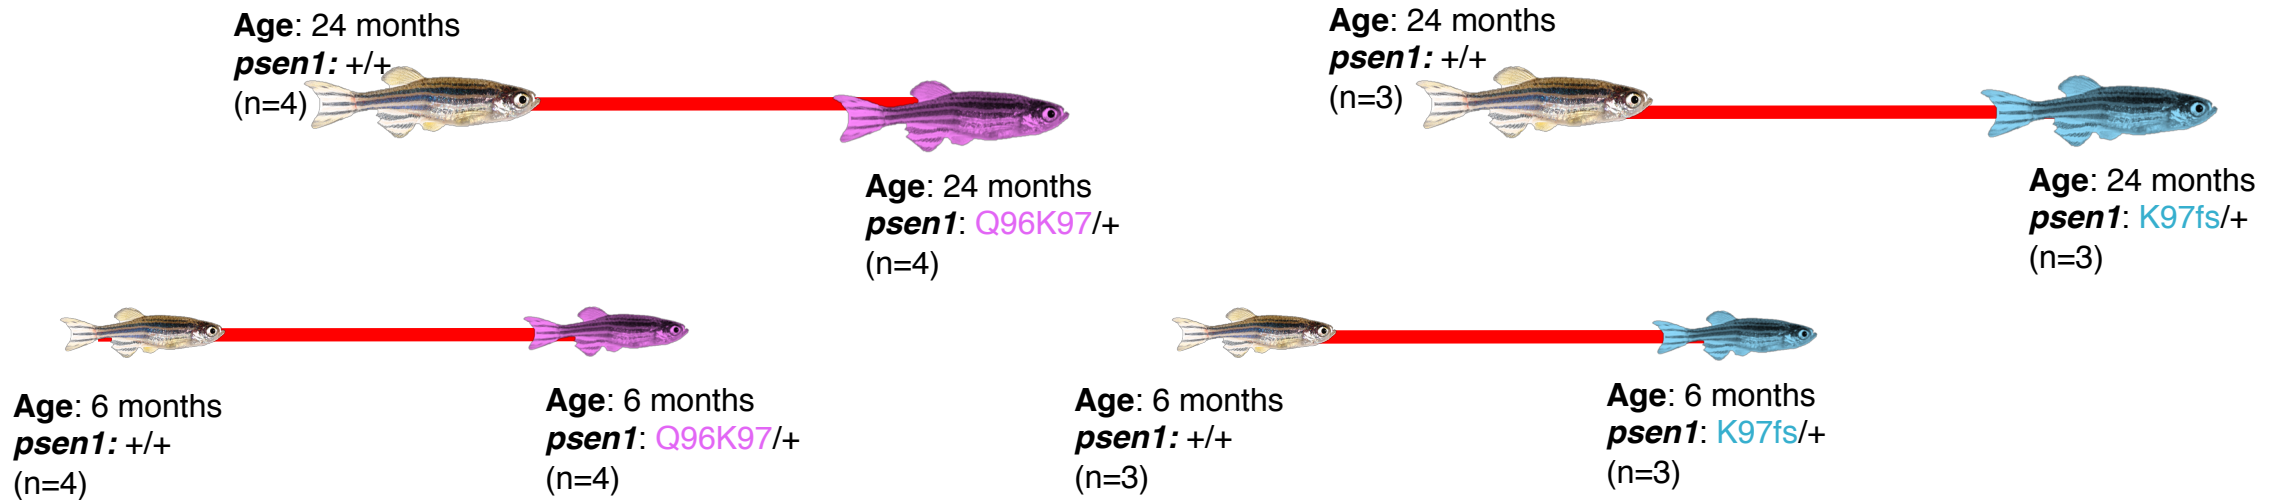 Age: 24 months
psen1: +/+
(n=4)
Age: 24 months
psen1: Q96K97/+
(n=4)
Age: 24 months
psen1: +/+
(n=3)
Age: 24 months
psen1: K97fs/+
(n=3)
Age: 6 months
psen1: +/+
(n=4)
Age: 6 months
psen1: Q96K97/+
(n=4)
Age: 6 months
psen1: +/+
(n=3)
Age: 6 months
psen1: K97fs/+
(n=3)